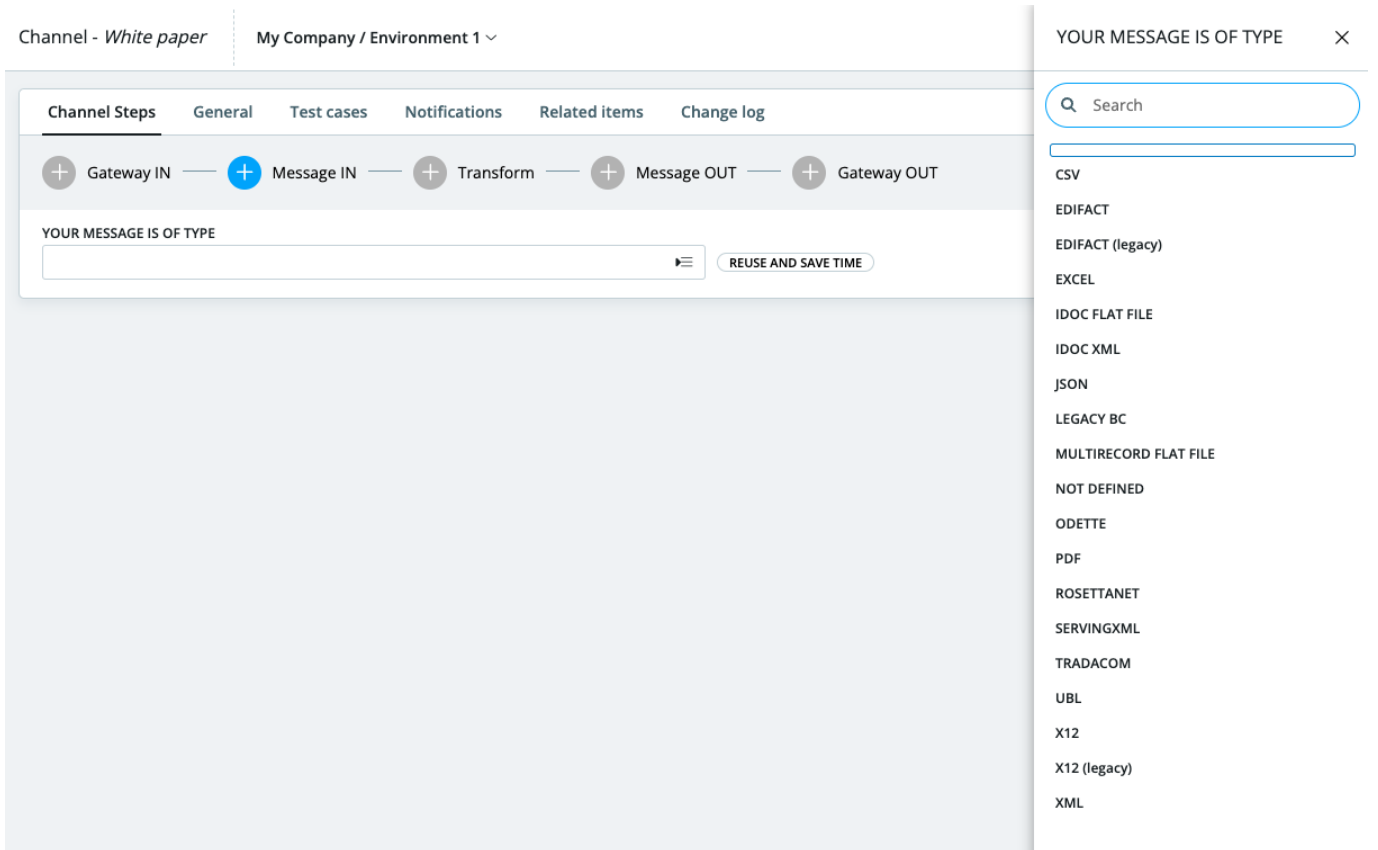 Channel - White paper
My Company / Environment 1
YOUR MESSAGE IS OF TYPE
Search
Channel Steps General Test cases Notifications Related items Change log
Gateway IN Message IN Transform Message OUT Gateway OUT
YOUR MESSAGE IS OF TYPE
REUSE AND SAVE TIME
CSV
EDIFACT
EDIFACT (legacy)
EXCEL
IDOC FLAT FILE
IDOC XML
JSON
LEGACY BC
MULTIRECORD FLAT FILE
NOT DEFINED
ODETTE
PDF
ROSETTANET
SERVINGXML
TRADACOM
UBL
X12
X12 (legacy)
XML